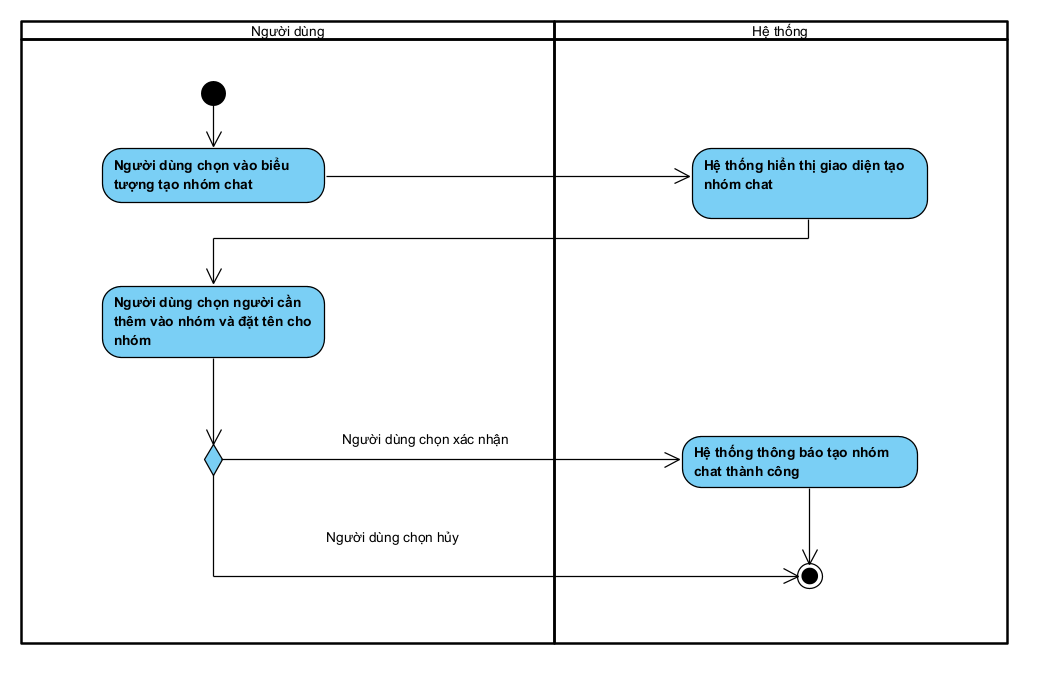 Người dùng
Hệ thống
Người dùng chọn vào biểu
tượng tạo nhóm chat
Hệ thống hiển thị giao diện tạo
nhóm chat
Người dùng chọn người cần
thêm vào nhóm và đặt tên cho
nhóm
Người dùng chọn xác nhận
Hệ thống thông báo tạo nhóm
chat thành công
Người dùng chọn hủy